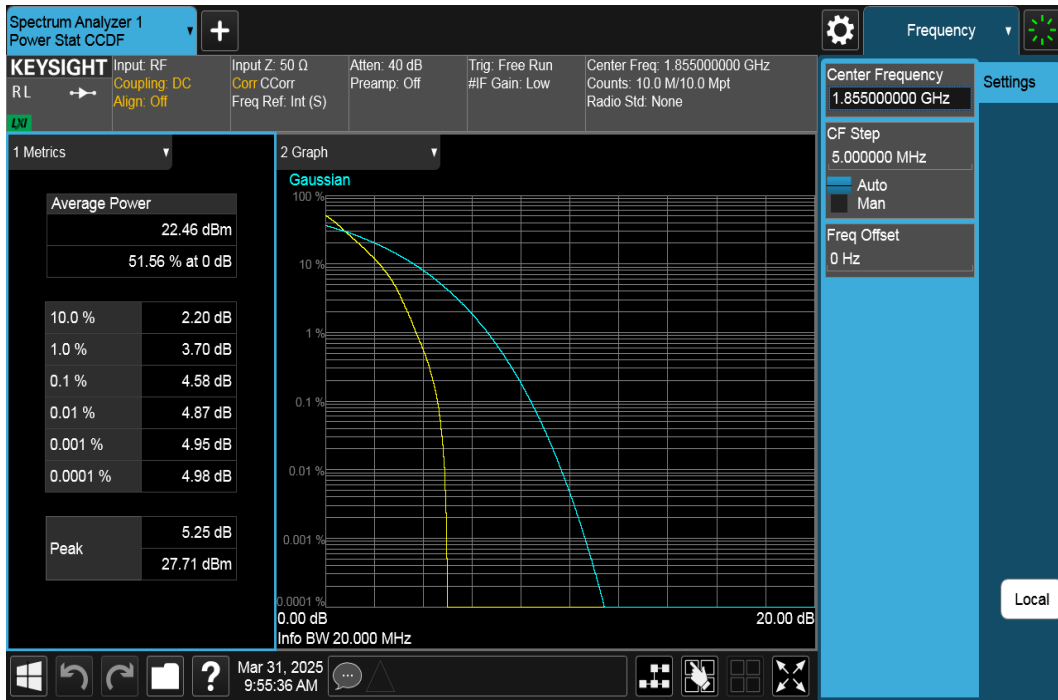 Spectrum Analyzer 1
Power Stat CCDF
Frequency
KEYSIGHT
R L
LXI
Input: RF
Coupling: DC
Align: Off
Input Z: 50 Ω
Corr CCorr
Freq Ref: Int (S)
Atten: 40 dB
Preamp: Off
Trig: Free Run
#IF Gain: Low
Center Freq: 1.855000000 GHz
Counts: 10.0 M/10.0 Mpt
Radio Std: None
Center Frequency
1.855000000 GHz
Settings
CF Step
5.000000 MHz
Auto
Man
Freq Offset
0 Hz
Local
1 Metrics
Average Power
22.46 dBm
51.56 % at 0 dB
10.0 % 2.20 dB
1.0 % 3.70 dB
0.1 % 4.58 dB
0.01 % 4.87 dB
0.001 % 4.95 dB
0.0001 % 4.98 dB
Peak
5.25 dB
27.71 dBm
2 Graph
Gaussian
100 %
10 %
1 %
0.1 %
0.01 %
0.001 %
0.0001 %
0.00 dB 20.00 dB
Info BW 20.000 MHz
?
Mar 31, 2025
9:55:36 AM